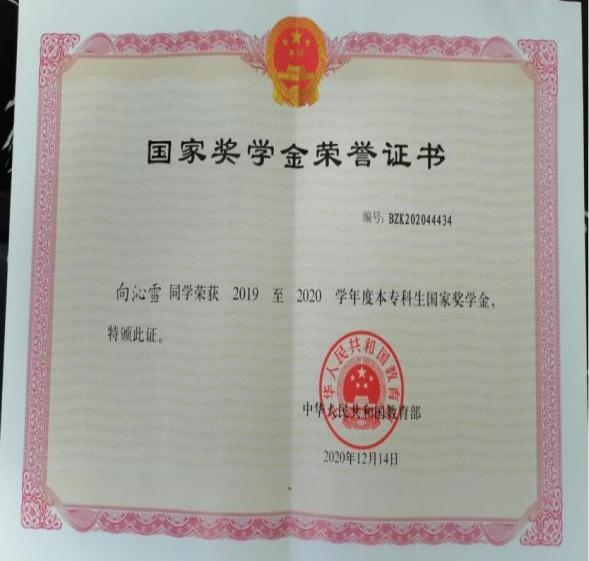 国家奖学金荣誉证书
编号: BZK202044434
向沁雪 同学荣获 2019 至 2020 学年度本专科生国家奖学金,
特颁此证。
中华人民共和国教育部
中华人民共和国教育部
2020年12月14日